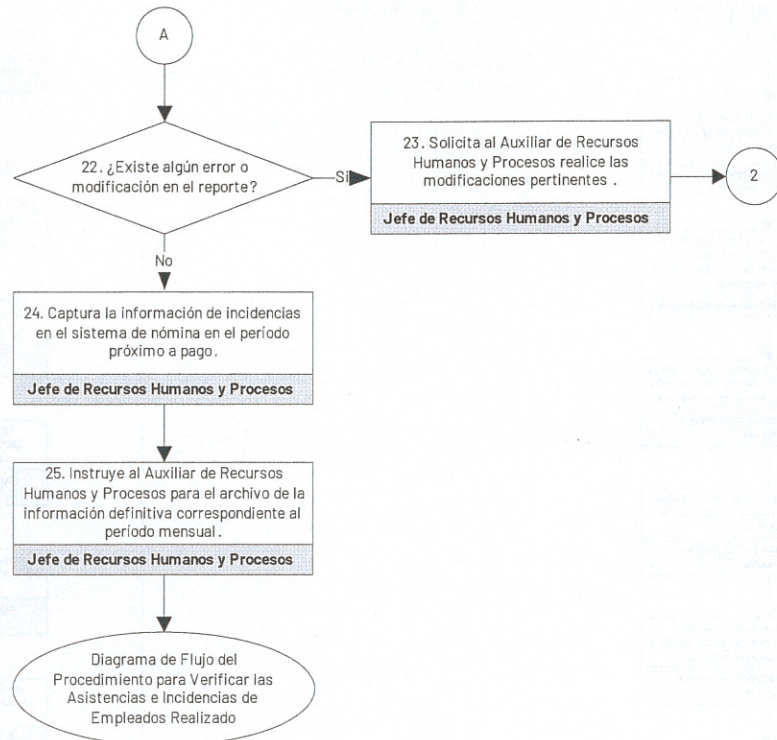 A
22. ¿Existe algún error o
modificación en el reporte?
Si
23. Solicita al Auxiliar de Recursos
Humanos y Procesos realice las
modificaciones pertinentes .
Jefe de Recursos Humanos y Procesos
2
No
24. Captura la información de incidencias
en el sistema de nómina en el período
próximo a pago.
Jefe de Recursos Humanos y Procesos
25. Instruye al Auxiliar de Recursos
Humanos y Procesos para el archivo de la
información definitiva correspondiente al
período mensual .
Jefe de Recursos Humanos y Procesos
Diagrama de Flujo del
Procedimiento para Verificar las
Asistencias e Incidencias de
Empleados Realizado